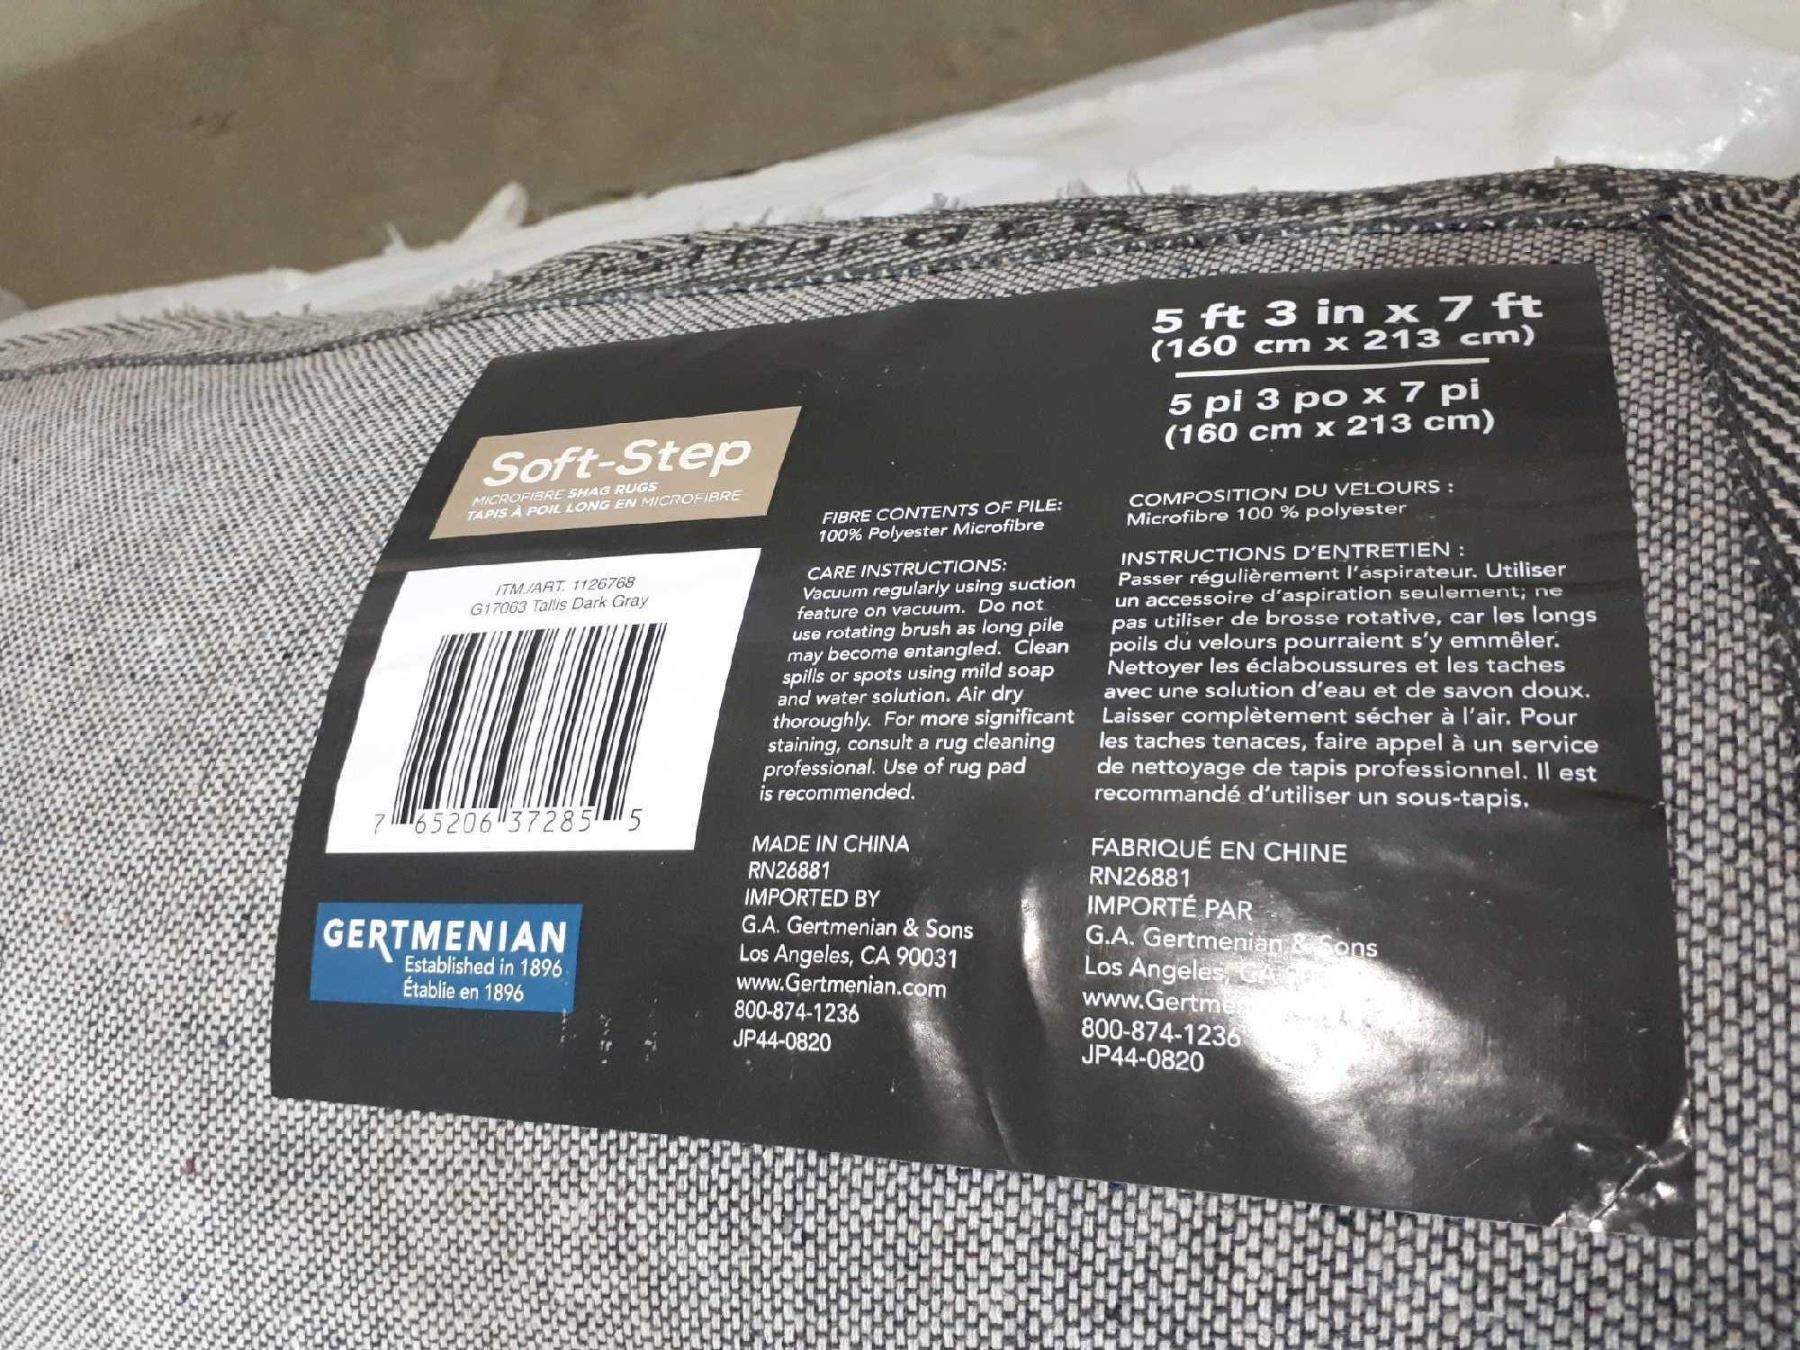 5 ft 3 in x 7 ft
(160 cm x 213 cm)
5 pi 3 po x 7 pi
(160 cm x 213 cm)
Soft-Step
MICROFIBRE SHAG RUGS
TAPIS À POIL LONG EN MICROFIBRE
ITM./ART. 1126768
G17063 Tallis Dark Gray
7 65206 37285 5
GERTMENIAN
Established in 1896
Établie en 1896
FIBRE CONTENTS OF PILE:
100% Polyester Microfibre
CARE INSTRUCTIONS:
Vacuum regularly using suction
feature on vacuum. Do not
use rotating brush as long pile
may become entangled. Clean
spills or spots using mild soap
and water solution. Air dry
thoroughly. For more significant
staining, consult a rug cleaning
professional. Use of rug pad
is recommended.
MADE IN CHINA
RN26881
IMPORTED BY
G.A. Gertmenian & Sons
Los Angeles, CA 90031
www.Gertmenian.com
800-874-1236
JP44-0820
COMPOSITION DU VELOURS :
Microfibre 100 % polyester
INSTRUCTIONS D'ENTRETIEN :
Passer régulièrement l'aspirateur. Utiliser
un accessoire d'aspiration seulement; ne
pas utiliser de brosse rotative, car les longs
poils du velours pourraient s'y emmêler.
Nettoyer les éclaboussures et les taches
avec une solution d'eau et de savon doux.
Laisser complètement sécher à l'air. Pour
les taches tenaces, faire appel à un service
de nettoyage de tapis professionnel. Il est
recommandé d'utiliser un sous-tapis.
FABRIQUÉ EN CHINE
RN26881
IMPORTÉ PAR
G.A. Gertmenian & Sons
Los Angeles, CA
800-874-1236
JP44-0820